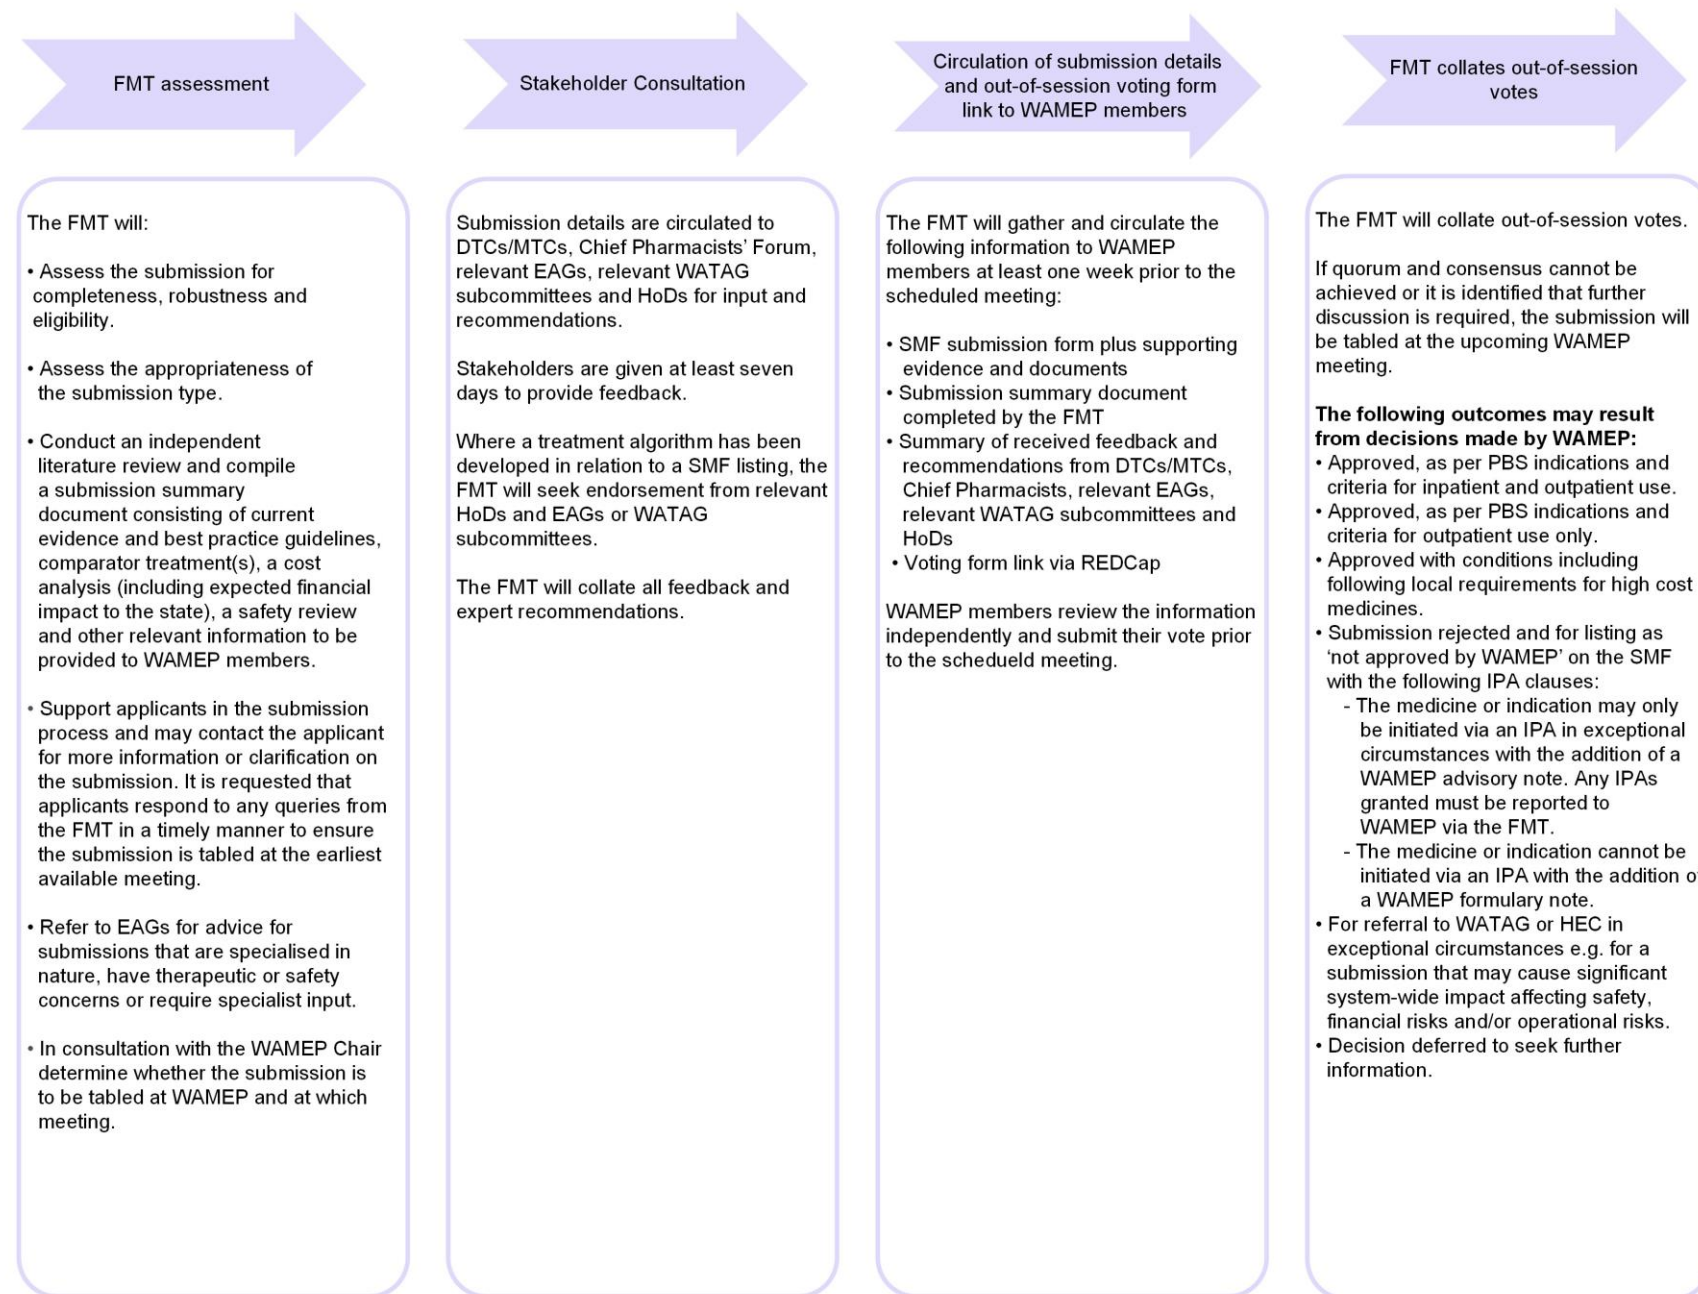 FMT assessment
Stakeholder Consultation
Circulation of submission details
and out-of-session voting form
link to WAMEP members
FMT collates out-of-session
votes
The FMT will:
• Assess the submission for
completeness, robustness and
eligibility.
• Assess the appropriateness of
the submission type.
• Conduct an independent
literature review and compile
a submission summary
document consisting of current
evidence and best practice guidelines,
comparator treatment(s), a cost
analysis (including expected financial
impact to the state), a safety review
and other relevant information to be
provided to WAMEP members.
• Support applicants in the submission
process and may contact the applicant
for more information or clarification on
the submission. It is requested that
applicants respond to any queries from
the FMT in a timely manner to ensure
the submission is tabled at the earliest
available meeting.
• Refer to EAGs for advice for
submissions that are specialised in
nature, have therapeutic or safety
concerns or require specialist input.
• In consultation with the WAMEP Chair
determine whether the submission is
to be tabled at WAMEP and at which
meeting.
Submission details are circulated to
DTCs/MTCs, Chief Pharmacists' Forum,
relevant EAGs, relevant WATAG
subcommittees and HoDs for input and
recommendations.
Stakeholders are given at least seven
days to provide feedback.
Where a treatment algorithm has been
developed in relation to a SMF listing, the
FMT will seek endorsement from relevant
HoDs and EAGs or WATAG
subcommittees.
The FMT will collate all feedback and
expert recommendations.
The FMT will gather and circulate the
following information to WAMEP
members at least one week prior to the
scheduled meeting:
• SMF submission form plus supporting
evidence and documents
• Submission summary document
completed by the FMT
• Summary of received feedback and
recommendations from DTCs/MTCs,
Chief Pharmacists, relevant EAGs,
relevant WATAG subcommittees and
HoDs
• Voting form link via REDCap
WAMEP members review the information
independently and submit their vote prior
to the schedueld meeting.
The FMT will collate out-of-session votes.
If quorum and consensus cannot be
achieved or it is identified that further
discussion is required, the submission will
be tabled at the upcoming WAMEP
meeting.
The following outcomes may result
from decisions made by WAMEP:
• Approved, as per PBS indications and
criteria for inpatient and outpatient use.
• Approved, as per PBS indications and
criteria for outpatient use only.
• Approved with conditions including
following local requirements for high cost
medicines.
• Submission rejected and for listing as
'not approved by WAMEP' on the SMF
with the following IPA clauses:
- The medicine or indication may only
be initiated via an IPA in exceptional
circumstances with the addition of a
WAMEP advisory note. Any IPAs
granted must be reported to
WAMEP via the FMT.
- The medicine or indication cannot be
initiated via an IPA with the addition of
a WAMEP formulary note.
• For referral to WATAG or HEC in
exceptional circumstances e.g. for a
submission that may cause significant
system-wide impact affecting safety,
financial risks and/or operational risks.
• Decision deferred to seek further
information.